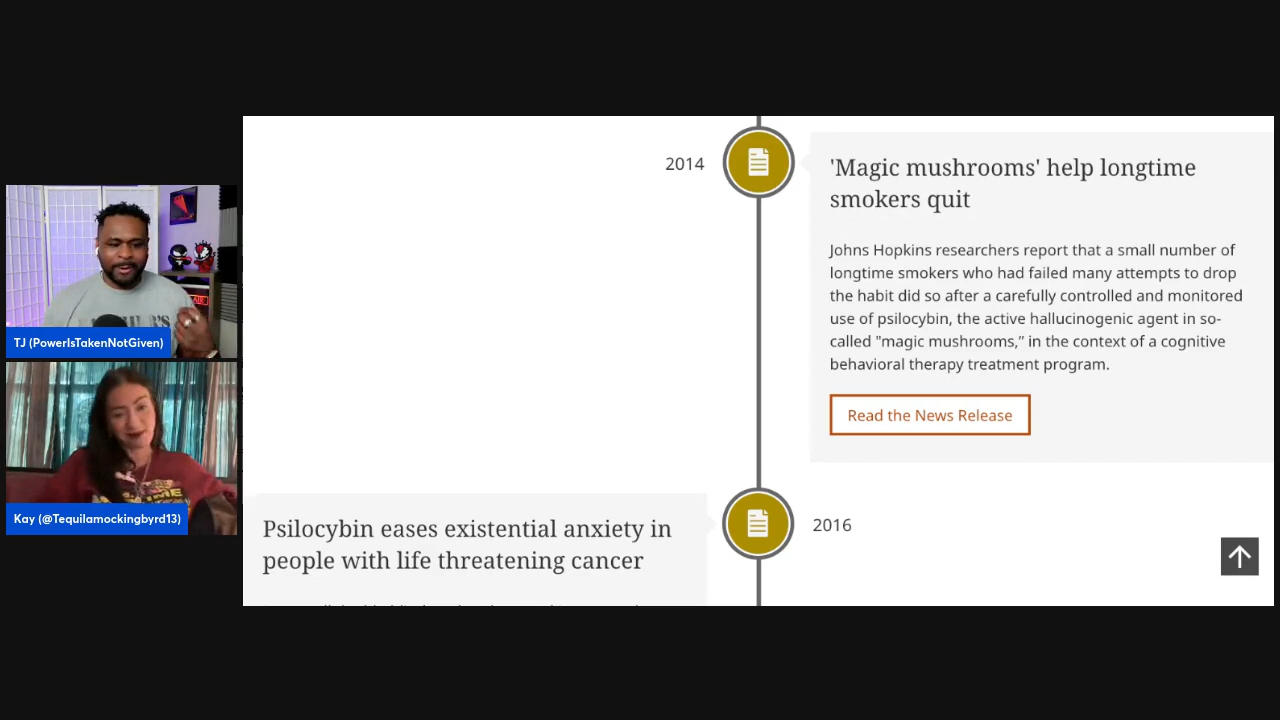 2014
'Magic mushrooms' help longtime
smokers quit
Johns Hopkins researchers report that a small number of
longtime smokers who had failed many attempts to drop
the habit did so after a carefully controlled and monitored
use of psilocybin, the active hallucinogenic agent in so-
called "magic mushrooms," in the context of a cognitive
behavioral therapy treatment program.
Read the News Release
TJ (PowerIsTakenNotGiven)
Kay (@Tequilamockingbyrd13)
2016
Psilocybin eases existential anxiety in
people with life threatening cancer